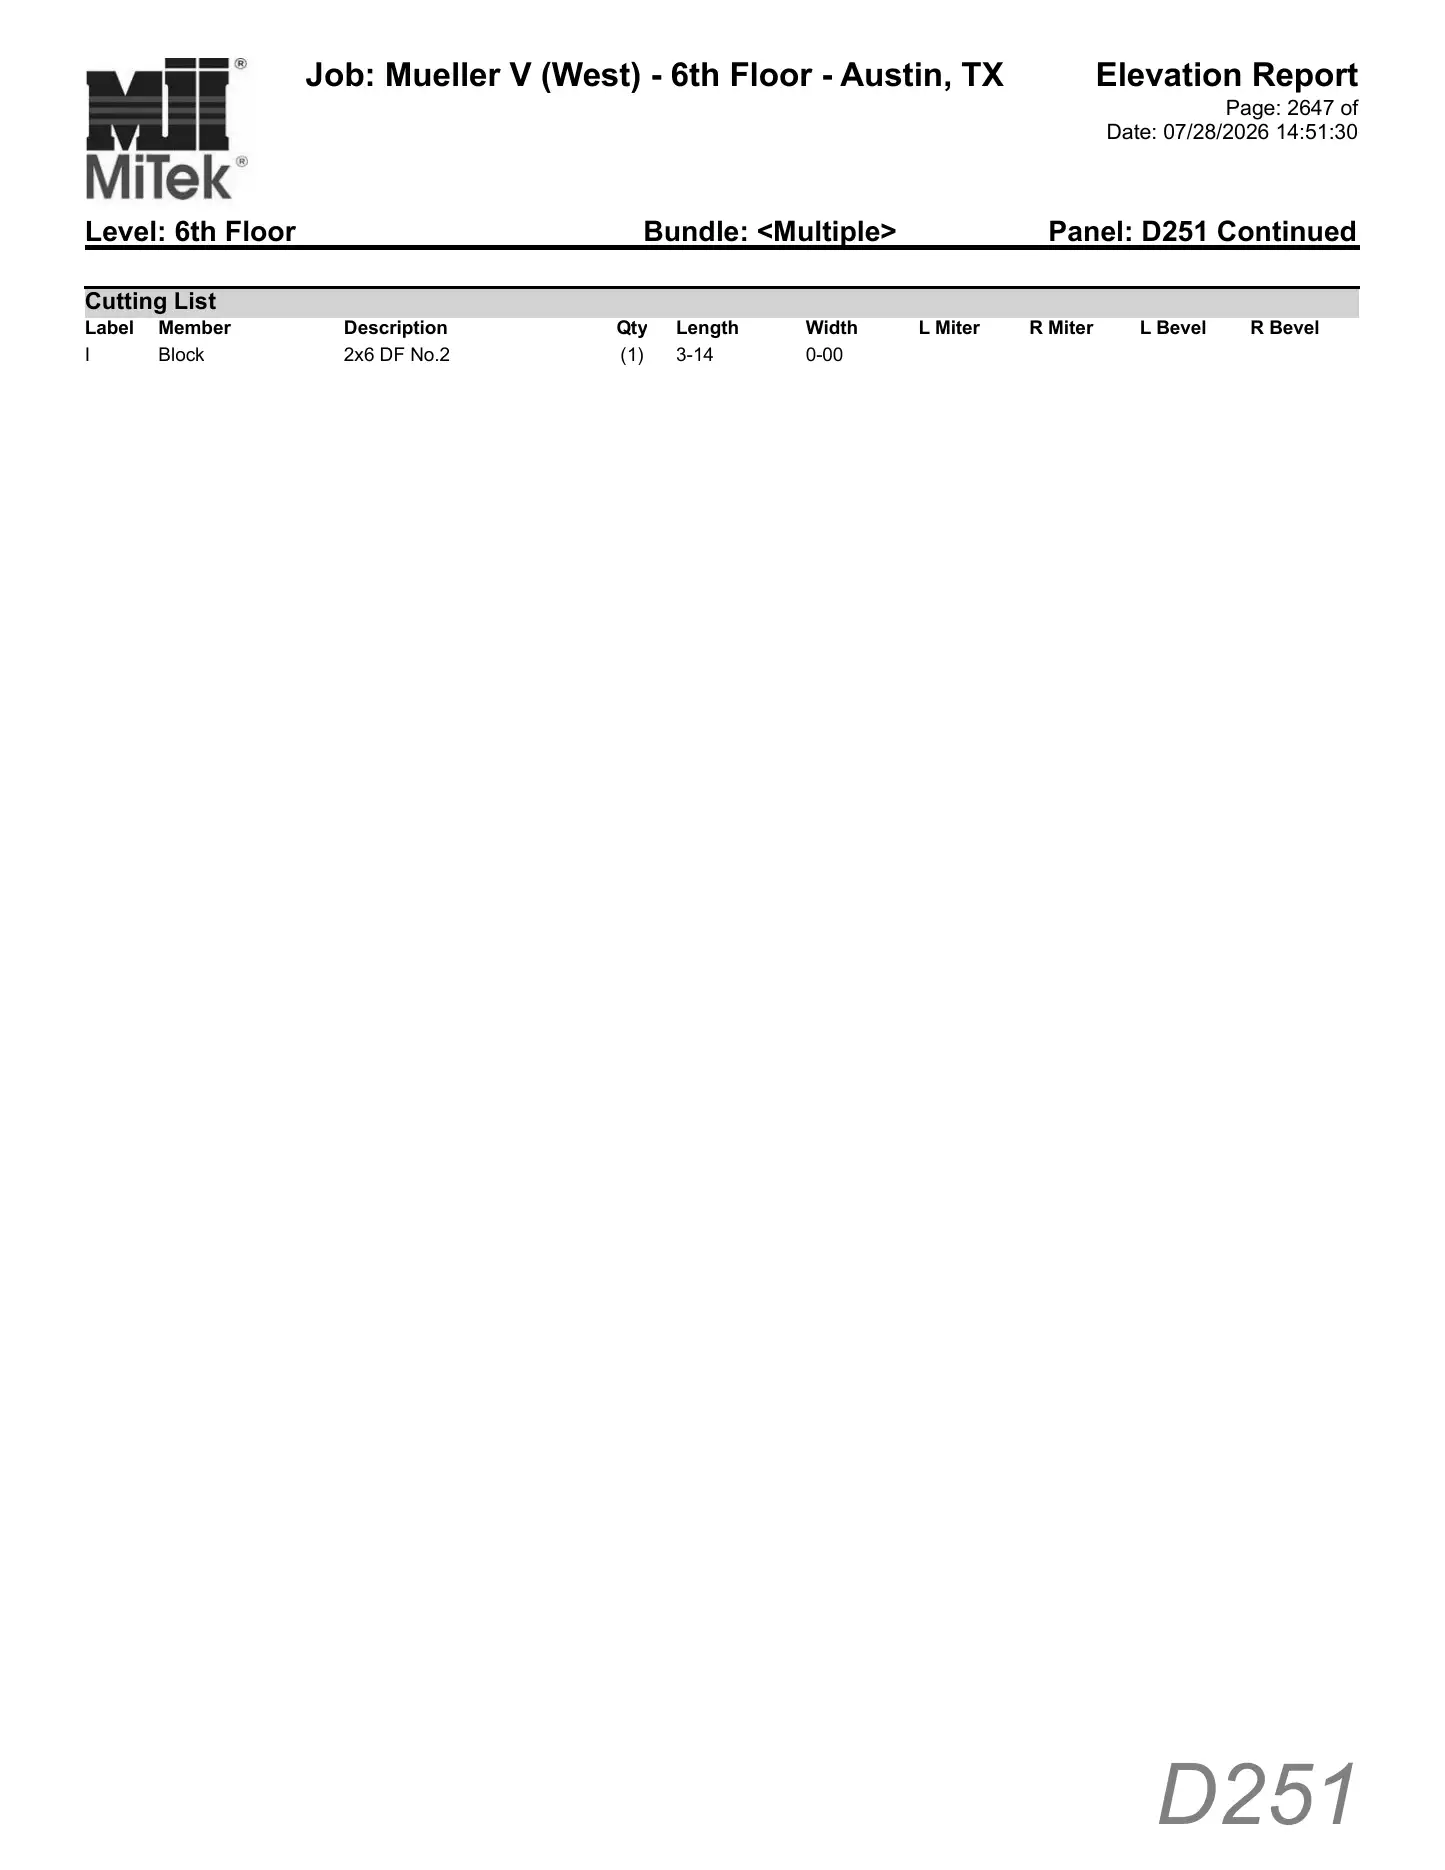 MiTek
Job: Mueller V (West) - 6th Floor - Austin, TX
Elevation Report
Page: 2647 of
Date: 07/28/2026 14:51:30
Level: 6th Floor Bundle: <Multiple> Panel: D251 Continued
Cutting List
Label Member Description Qty Length Width L Miter R Miter L Bevel R Bevel
I Block 2x6 DF No.2 (1) 3-14 0-00
D251